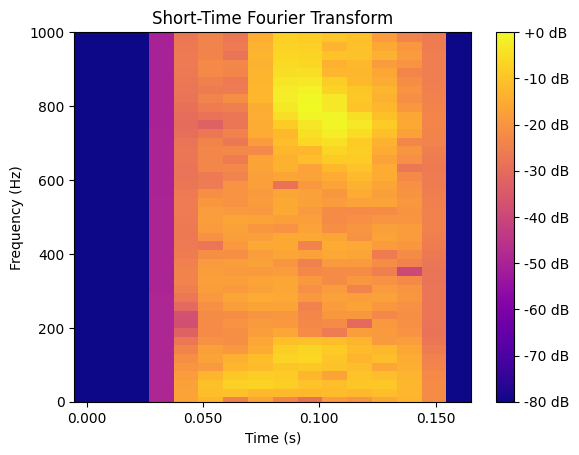 Short-Time Fourier Transform
1000
800
600
400
200
0
Frequency (Hz)
0.000
0.050
0.100
0.150
Time (s)
+0 dB
-10 dB
-20 dB
-30 dB
-40 dB
-50 dB
-60 dB
-70 dB
-80 dB